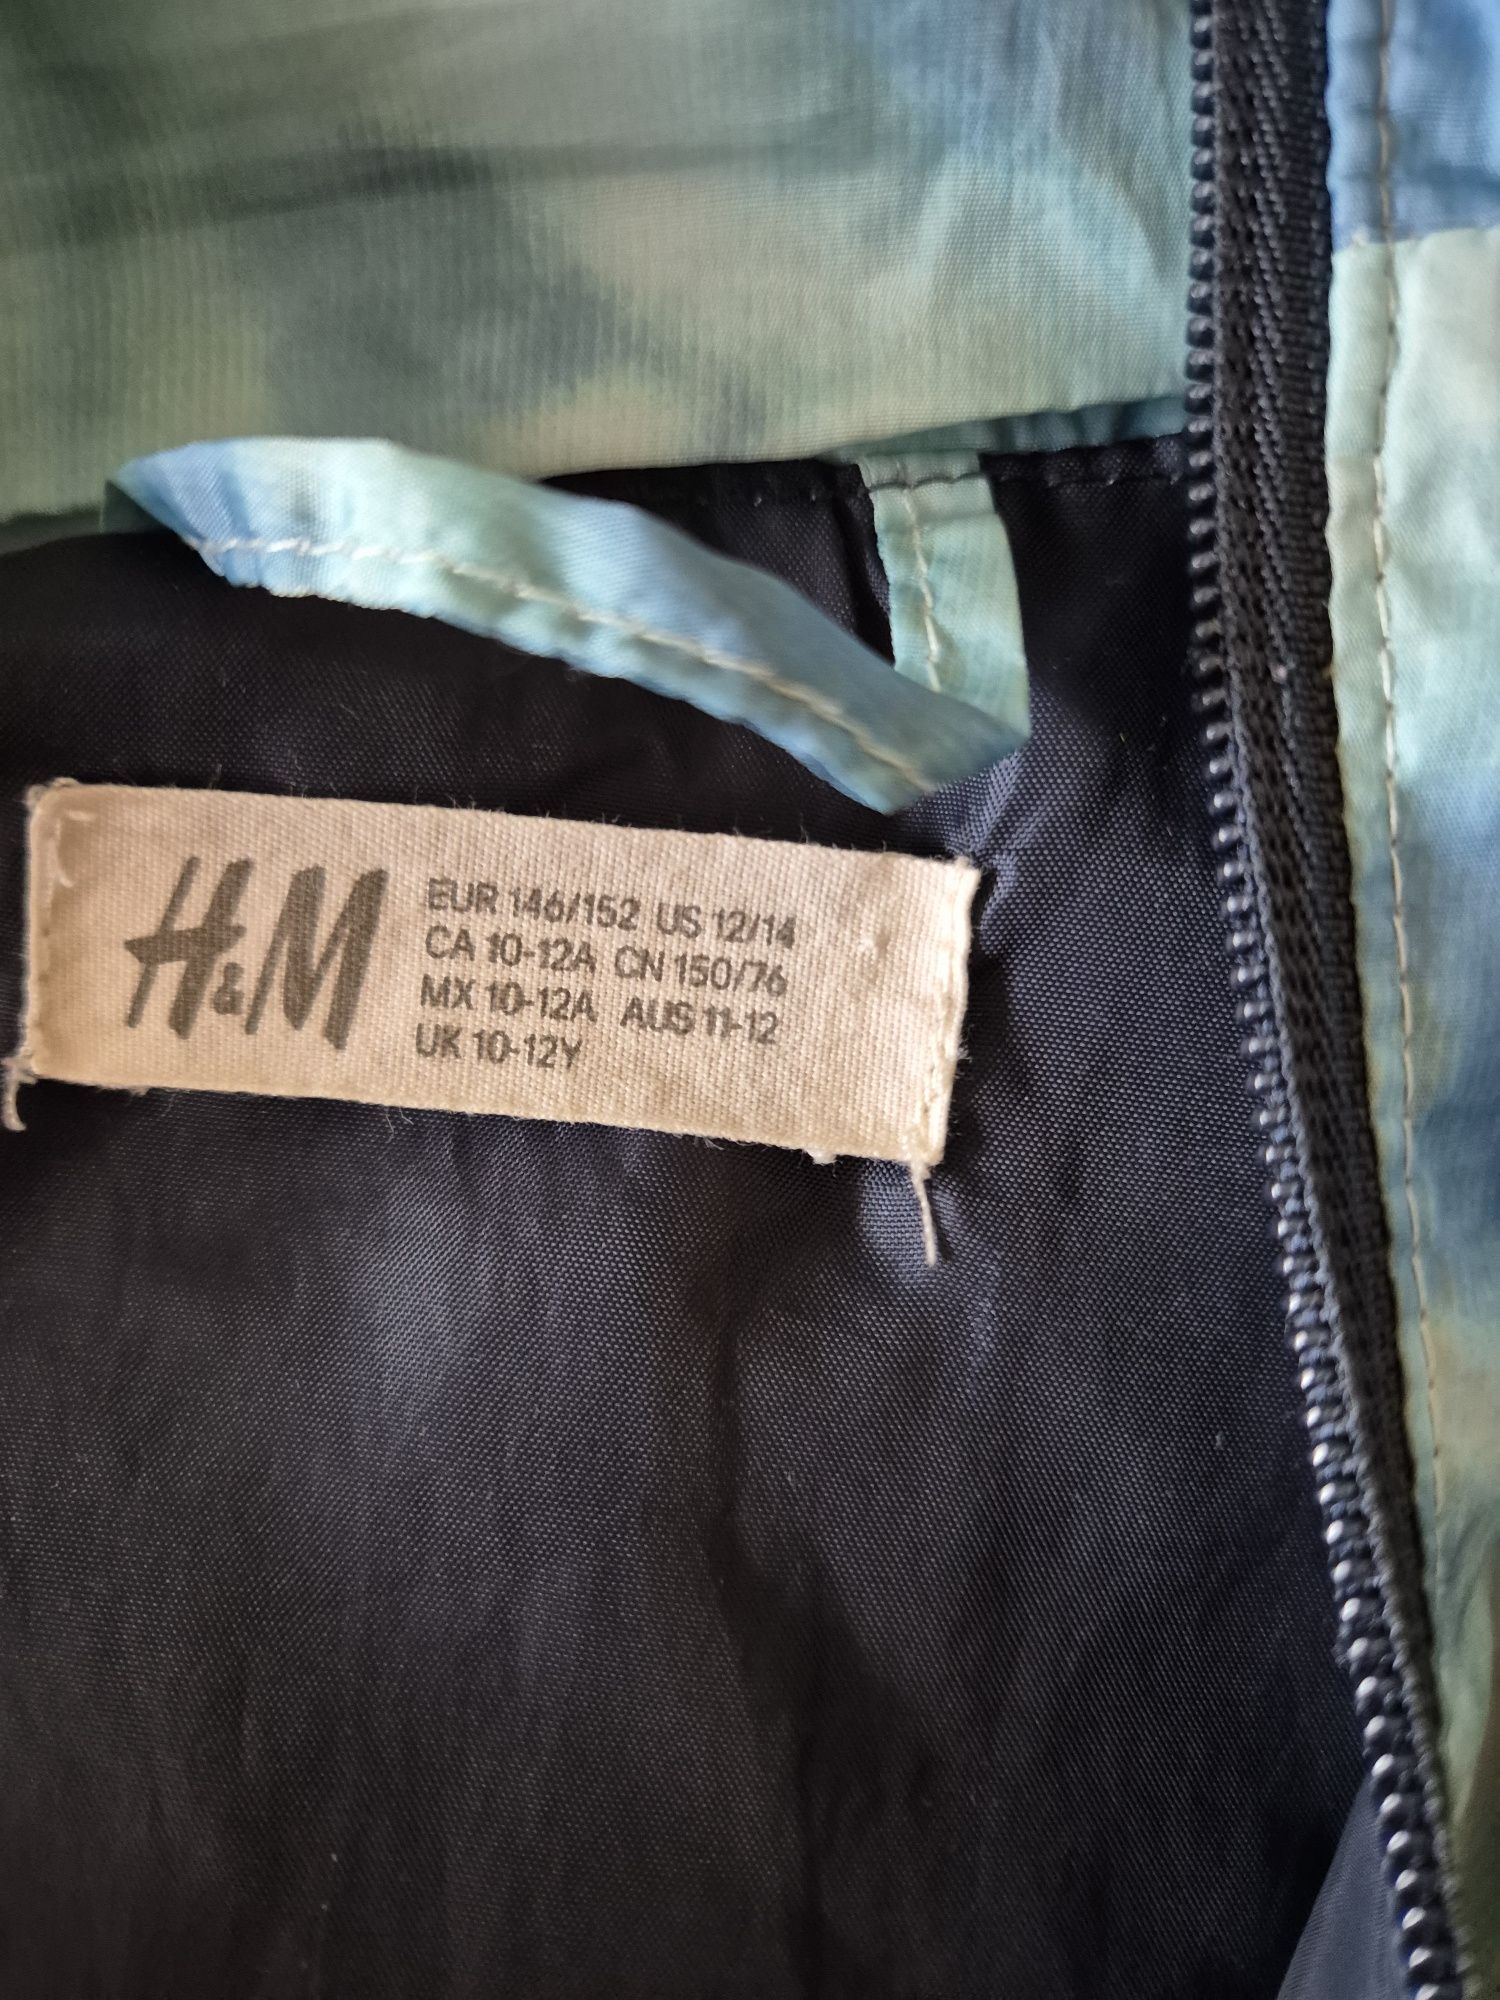 H&M
EUR 146/152 US 12/14
CA 10-12A CN 150/76
MX 10-12A AUS 11-12
UK 10-12Y